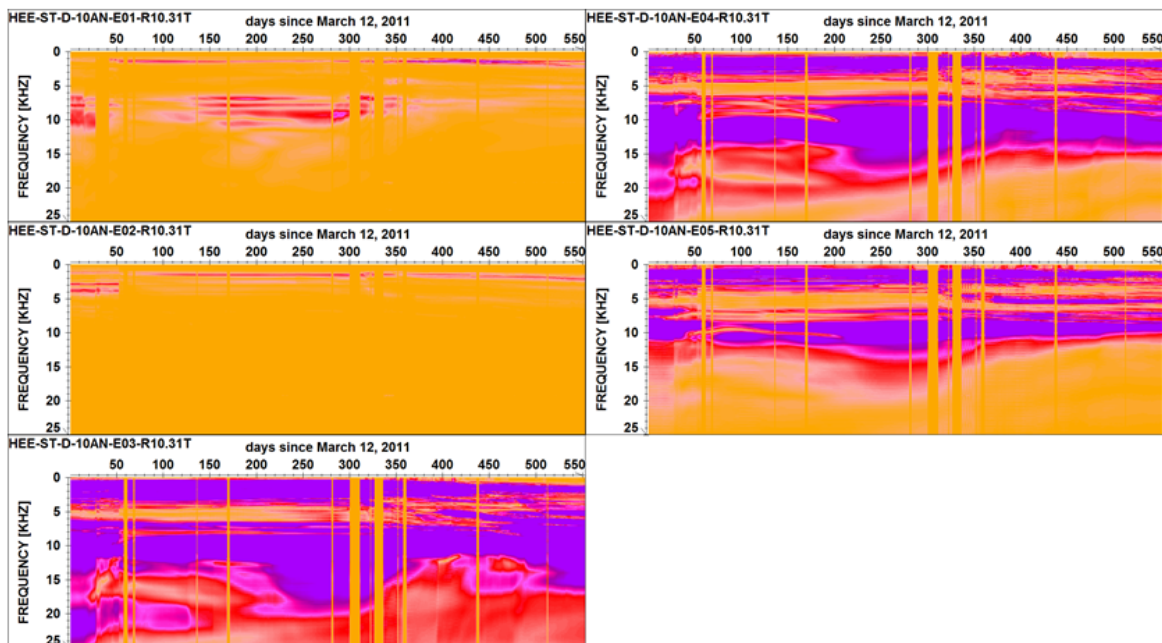 HEE-ST-D-10AN-E01-R10.31T
days since March 12, 2011
50 100 150 200 250 300 350 400 450 500 550
FREQUENCY [KHZ]
0
5
10
15
20
25
HEE-ST-D-10AN-E02-R10.31T
days since March 12, 2011
50 100 150 200 250 300 350 400 450 500 550
FREQUENCY [KHZ]
0
5
10
15
20
25
HEE-ST-D-10AN-E03-R10.31T
days since March 12, 2011
50 100 150 200 250 300 350 400 450 500 550
FREQUENCY [KHZ]
0
5
10
15
20
25
HEE-ST-D-10AN-E04-R10.31T
days since March 12, 2011
50 100 150 200 250 300 350 400 450 500 550
FREQUENCY [KHZ]
0
5
10
15
20
25
HEE-ST-D-10AN-E05-R10.31T
days since March 12, 2011
50 100 150 200 250 300 350 400 450 500 550
FREQUENCY [KHZ]
0
5
10
15
20
25